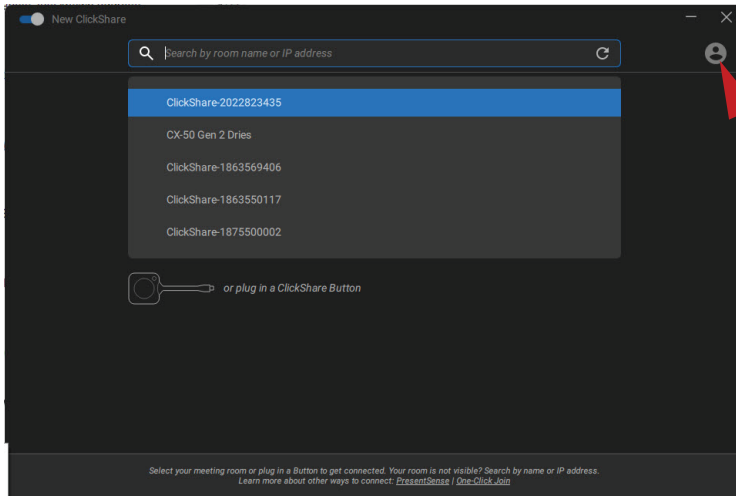 New ClickShare
Search by room name or IP address
ClickShare-2022823435
CX-50 Gen 2 Dries
ClickShare-1863569406
ClickShare-1863550117
ClickShare-1875500002
or plug in a ClickShare Button
Select your meeting room or plug in a Button to get connected. Your room is not visible? Search by name or IP address.
Learn more about other ways to connect: PresentSense | One-Click Join